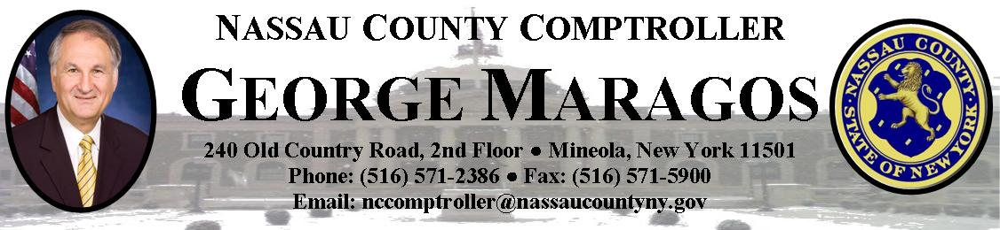 NASSAU COUNTY COMPTROLLER
GEORGE MARAGOS
240 Old Country Road, 2nd Floor ● Mineola, New York 11501
Phone: (516) 571-2386 ● Fax: (516) 571-5900
Email: nccomptroller@nassaucountyny.gov
NASSAU COUNTY
STATE OF NEW YORK